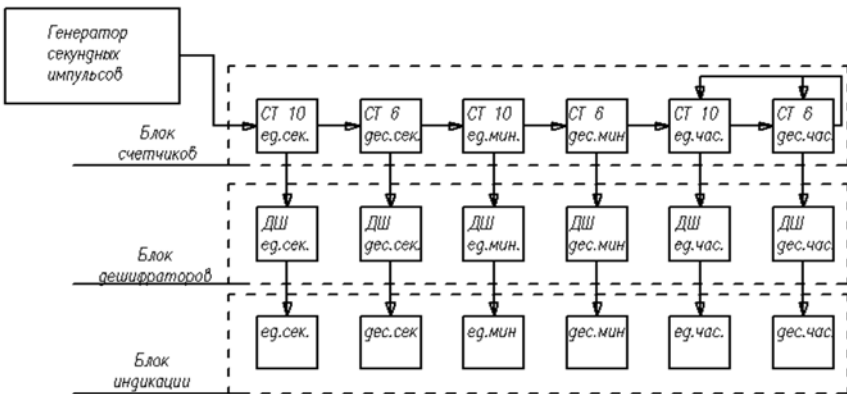 Генератор
секундных
импульсов
СТ 10
ед.сек.
СТ 6
дес.сек.
СТ 10
ед.мин.
СТ 6
дес.мин
СТ 10
ед.час.
СТ 6
дес.час.
Блок
счетчиков
ДШ
ед.сек.
ДШ
дес.сек.
ДШ
ед.мин.
ДШ
дес.мин
ДШ
ед.час.
ДШ
дес.час.
Блок
дешифраторов
ед.сек.
дес.сек
ед.мин
дес.мин
ед.час.
дес.час.
Блок
индикации